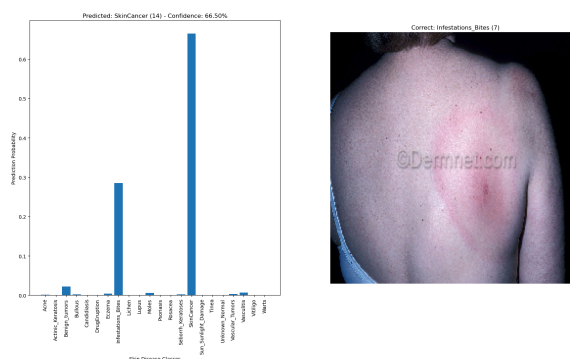 Predicted: SkinCancer (14) - Confidence: 66.50%
Prediction Probability
0.6
0.5
0.4
0.3
0.2
0.1
0.0
Acne
Actinic_Keratosis
Benign_tumors
Bullous
Candidiasis
DrugEruption
Eczema
Infestations_Bites
Lichen
Lupus
Moles
Psoriasis
Rosacea
Seborrh_Keratoses
SkinCancer
Sun_Sunlight_Damage
Tinea
Unknown_Normal
Vascular_Tumors
Vasculitis
Vitiligo
Warts
Skin Disease Classes
Correct: Infestations_Bites (7)
©Dermnet.com